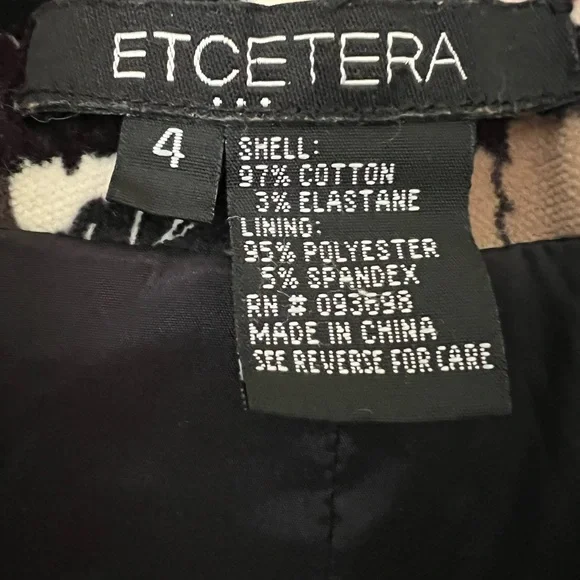 ETCETERA
...
4
SHELL:
97% COTTON
3% ELASTANE
LINING:
95% POLYESTER
5% SPANDEX
RN # 093698
MADE IN CHINA
SEE REVERSE FOR CARE